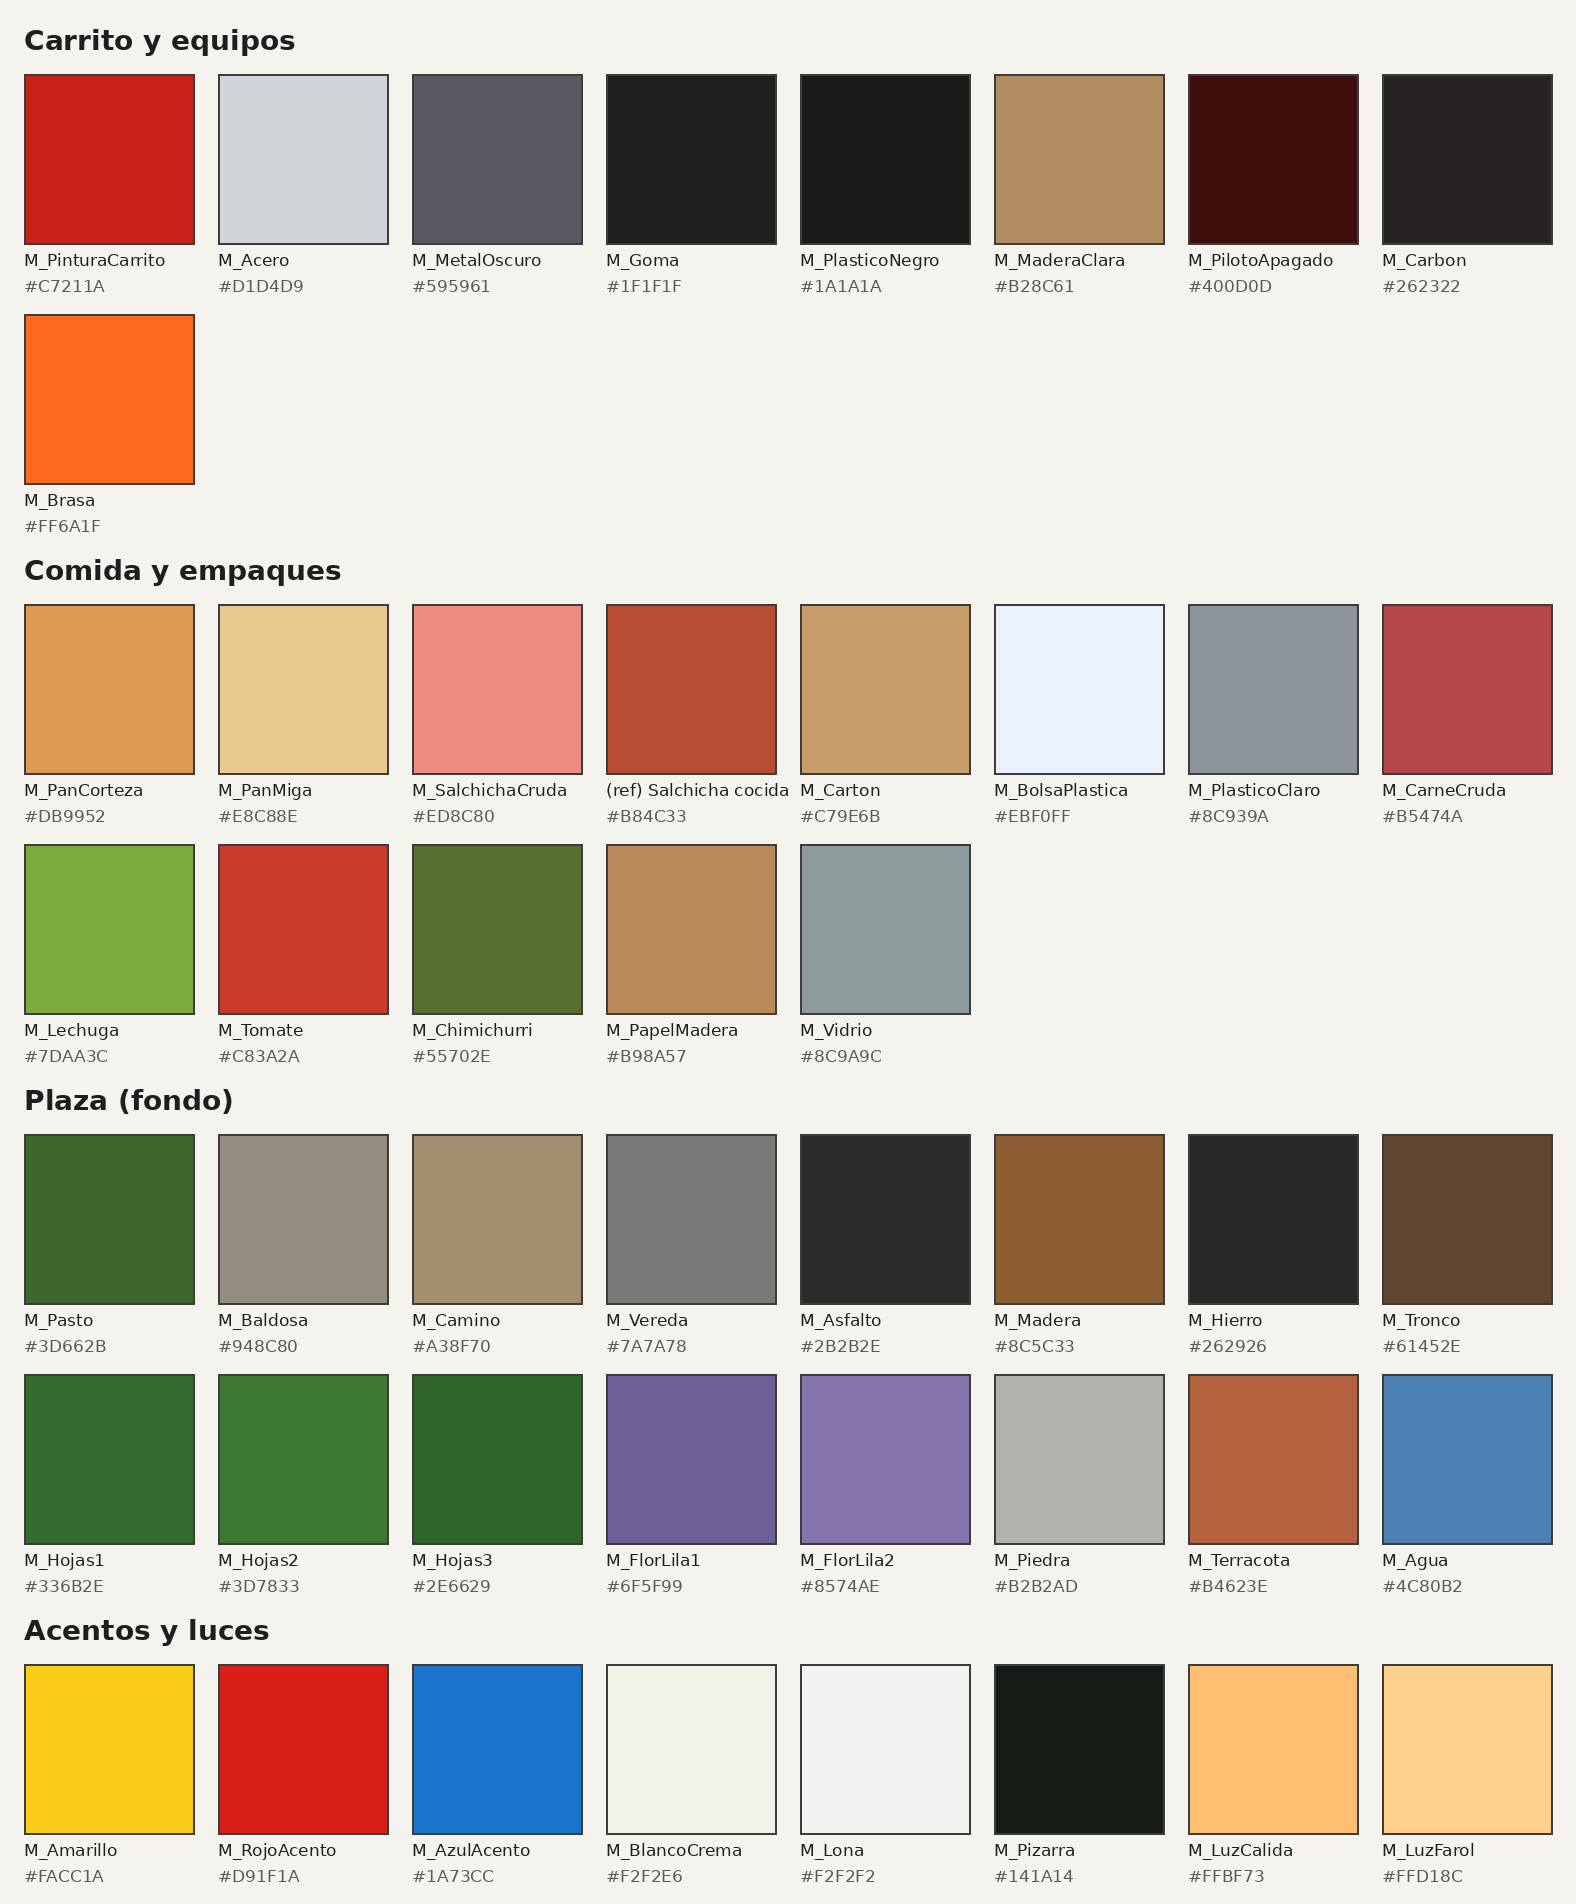 Carrito y equipos
M_PinturaCarrito M_Acero M_MetalOscuro M_Goma M_PlasticoNegro M_MaderaClara M_PilotoApagado M_Carbon
#C7211A #D1D4D9 #595961 #1F1F1F #1A1A1A #B28C61 #400D0D #262322
M_Brasa
#FF6A1F
Comida y empaques
M_PanCorteza M_PanMiga M_SalchichaCruda (ref) Salchicha cocida M_Carton M_BolsaPlastica M_PlasticoClaro M_CarneCruda
#DB9952 #E8C88E #ED8C80 #B84C33 #C79E6B #EBF0FF #8C939A #B5474A
M_Lechuga M_Tomate M_Chimichurri M_PapelMadera M_Vidrio
#7DAA3C #C83A2A #55702E #B98A57 #8C9A9C
Plaza (fondo)
M_Pasto M_Baldosa M_Camino M_Vereda M_Asfalto M_Madera M_Hierro M_Tronco
#3D662B #948C80 #A38F70 #7A7A78 #2B2B2E #8C5C33 #262926 #61452E
M_Hojas1 M_Hojas2 M_Hojas3 M_FlorLila1 M_FlorLila2 M_Piedra M_Terracota M_Agua
#336B2E #3D7833 #2E6629 #6F5F99 #8574AE #B2B2AD #B4623E #4C80B2
Acentos y luces
M_Amarillo M_RojoAcento M_AzulAcento M_BlancoCrema M_Lona M_Pizarra M_LuzCalida M_LuzFarol
#FACC1A #D91F1A #1A73CC #F2F2E6 #F2F2F2 #141A14 #FFBF73 #FFD18C